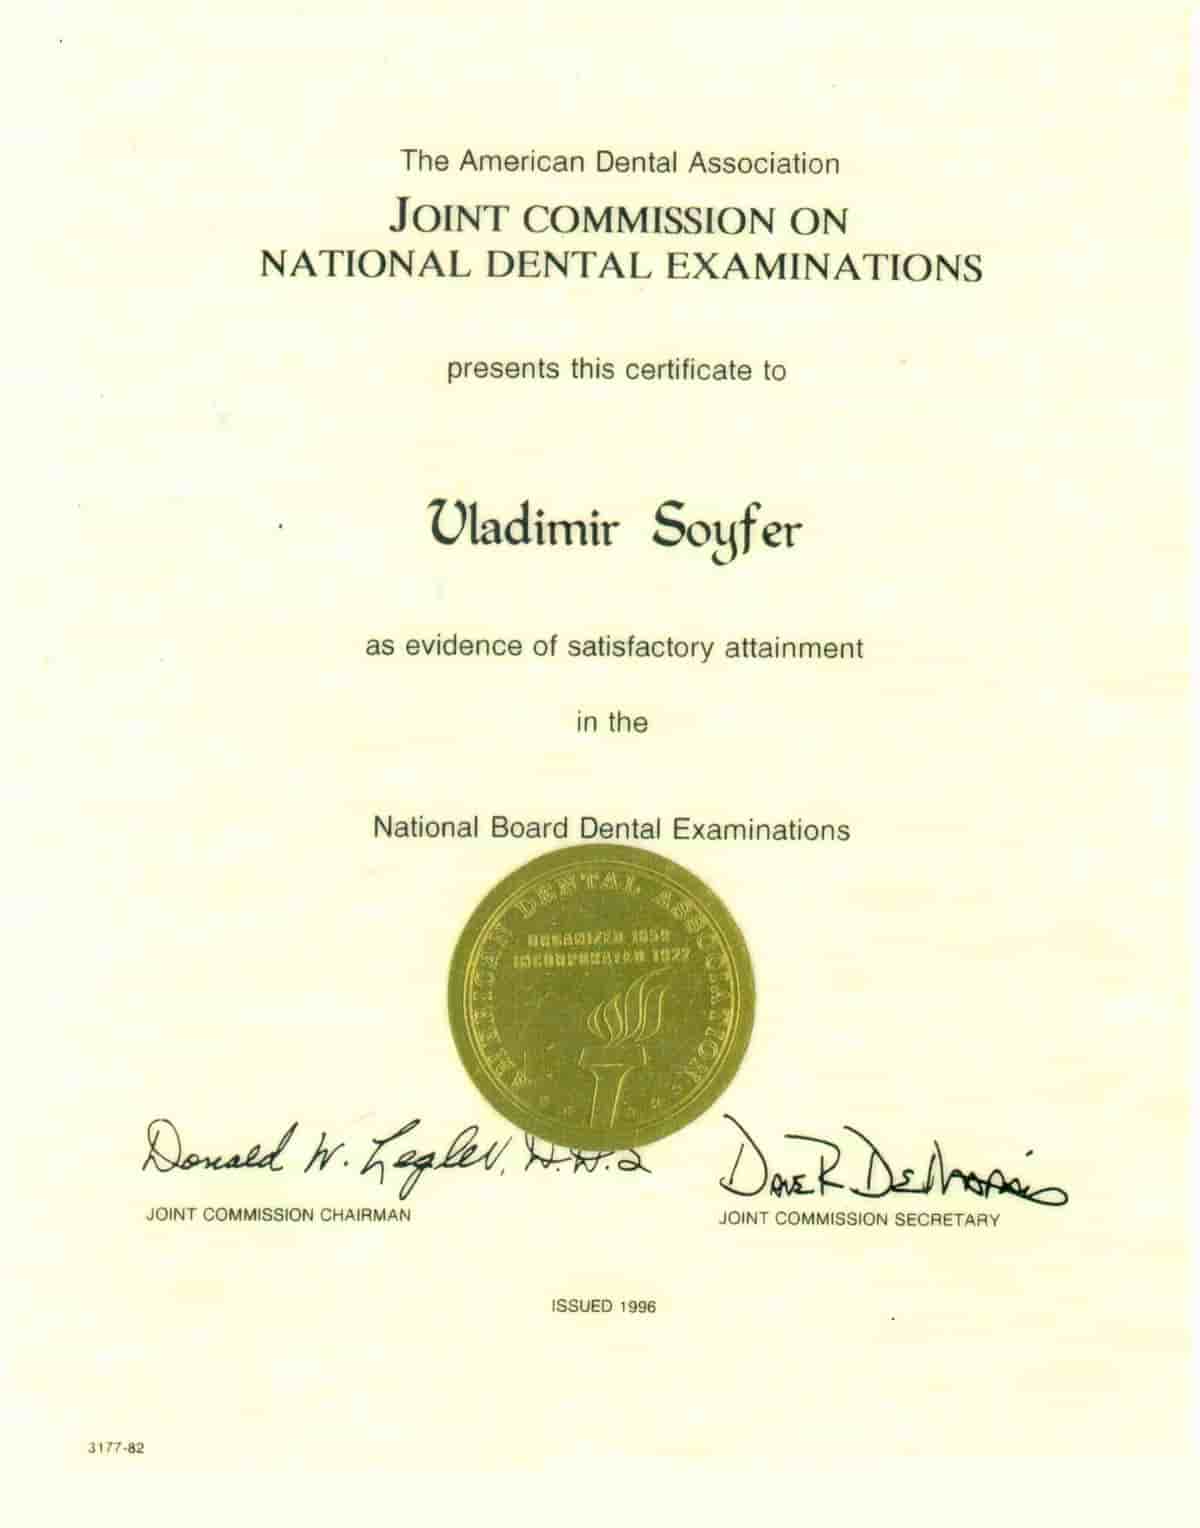 The American Dental Association
JOINT COMMISSION ON
NATIONAL DENTAL EXAMINATIONS
presents this certificate to
Vladimir Soyfer
as evidence of satisfactory attainment
in the
National Board Dental Examinations
AMERICAN DENTAL ASSOCIATION
ORGANIZED 1859
INCORPORATED 1927
Donald W. Legler, D.D.S
JOINT COMMISSION CHAIRMAN
Dave R DeMarais
JOINT COMMISSION SECRETARY
ISSUED 1996
3177-82